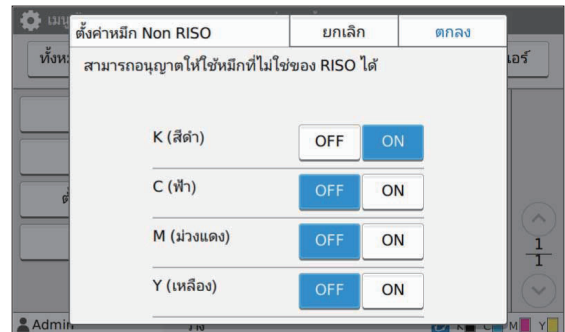 เมนู
ตั้งค่าหมึก Non RISO
ยกเลิก
ตกลง
สามารถอนุญาตให้ใช้หมึกที่ไม่ใช่ของ RISO ได้
K (สีดำ) OFF ON
C (ฟ้า) OFF ON
M (ม่วงแดง) OFF ON
Y (เหลือง) OFF ON
1
1
Admin ว่าง K C M Y